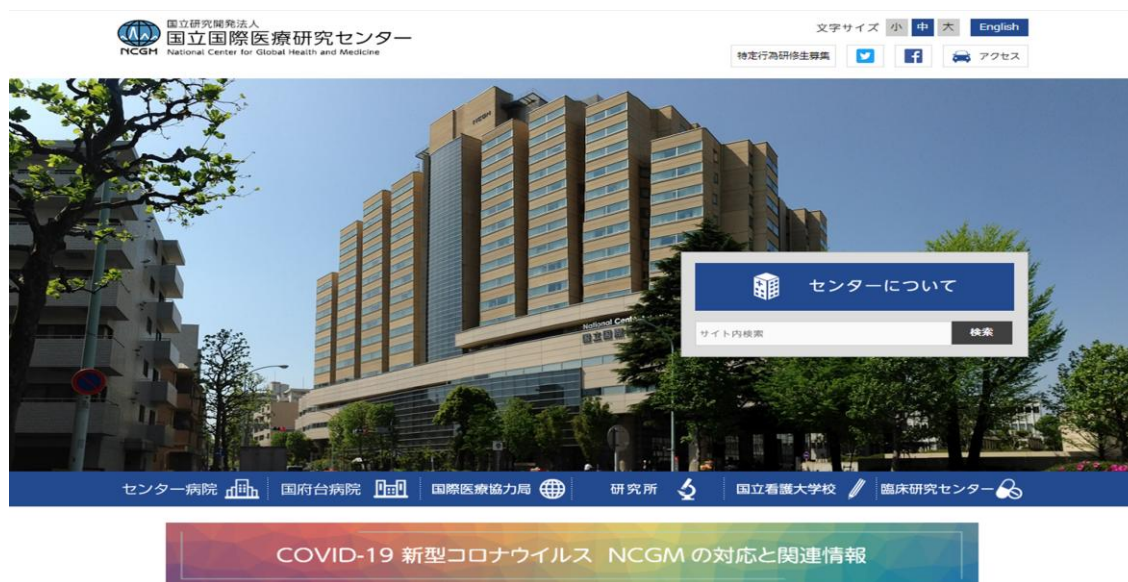 国立研究開発法人
国立国際医療研究センター
NCGM National Center for Global Health and Medicine
文字サイズ 小 中 大 English
特定行為研修生募集 アクセス
NCGM
National Cent
センターについて
サイト内検索 検索
センター病院 国府台病院 国際医療協力局 研究所 国立看護大学校 臨床研究センター
COVID-19 新型コロナウイルス NCGM の対応と関連情報